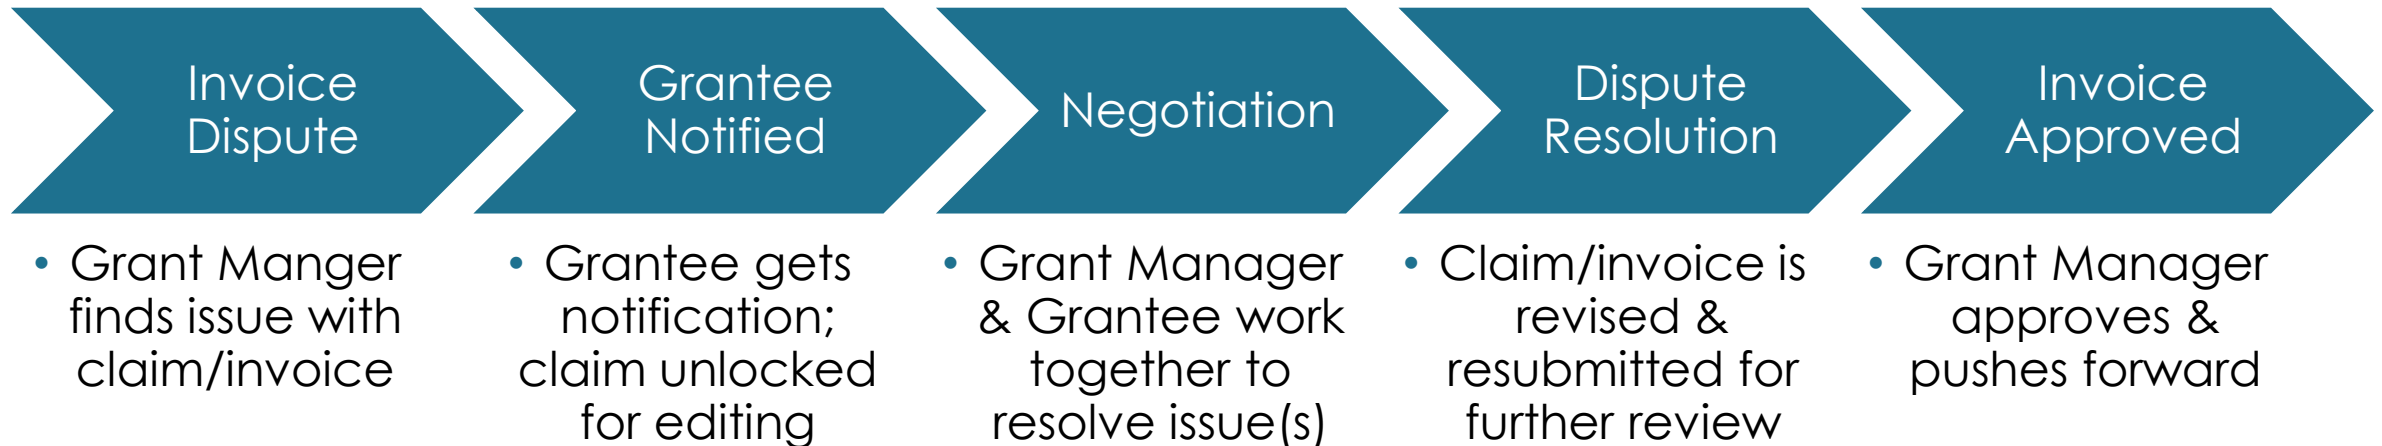 Invoice
Dispute
Grantee
Notified
Negotiation
Dispute
Resolution
Invoice
Approved
• Grant Manger
finds issue with
claim/invoice
• Grantee gets
notification;
claim unlocked
for editing
• Grant Manager
& Grantee work
together to
resolve issue(s)
• Claim/invoice is
revised &
resubmitted for
further review
• Grant Manager
approves &
pushes forward